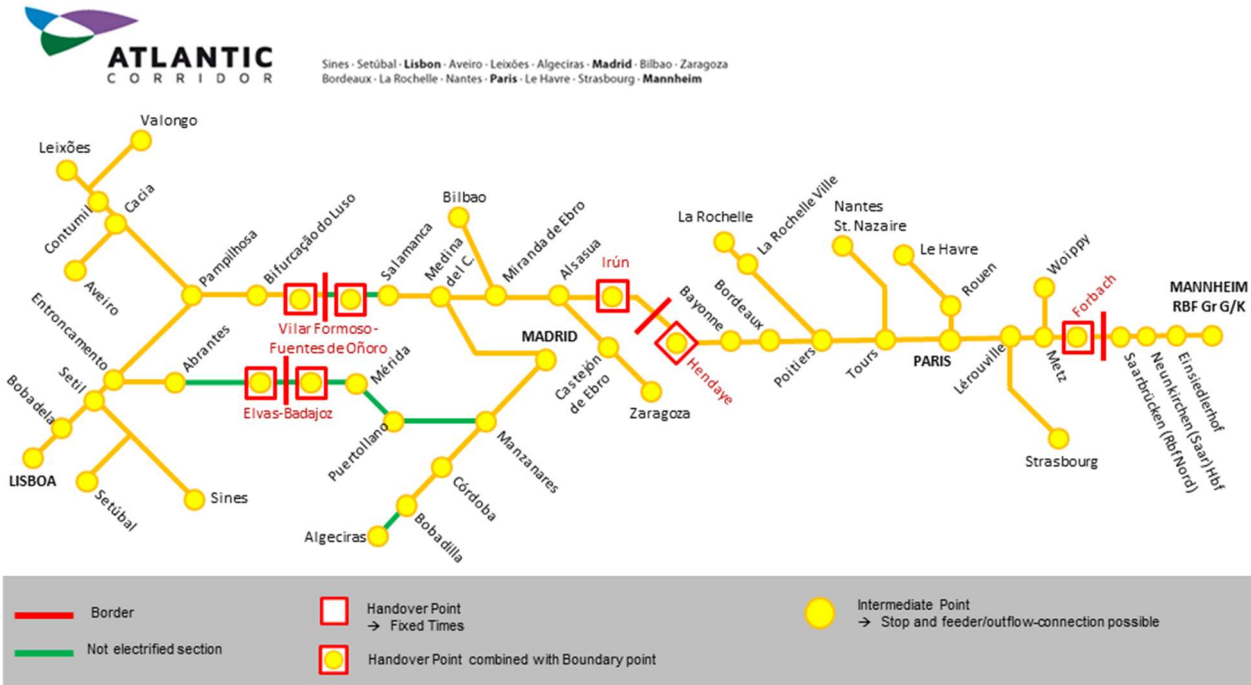 ATLANTIC
CORRIDOR
Sines · Setúbal · Lisbon · Aveiro · Leixões · Algeciras · Madrid · Bilbao · Zaragoza
Bordeaux · La Rochelle · Nantes · Paris · Le Havre · Strasbourg · Mannheim
Valongo
Leixões
Contumil
Cacia
Aveiro
Pampilhosa
Bifurcação do Luso
Vilar Formoso-
Fuentes de Oñoro
Salamanca
Medina
del C.
Bilbao
Miranda de Ebro
Alsasua
Irún
MADRID
Castejón
de Ebro
Zaragoza
Hendaye
Bayonne
Bordeaux
La Rochelle
La Rochelle Ville
Poitiers
Nantes
St. Nazaire
Tours
Le Havre
Rouen
PARIS
Lérouville
Woippy
Metz
Forbach
Strasbourg
Saarbrücken (Rbf Nord)
Neunkirchen (Saar) Hbf
Einsiedlerhof
MANNHEIM
RBF Gr G/K
Entroncamento
Abrantes
Elvas-Badajoz
Mérida
Puertollano
Manzanares
Córdoba
Bobadilla
Algeciras
Setil
Bobadela
LISBOA
Setúbal
Sines
Border
Not electrified section
Handover Point
→ Fixed Times
Handover Point combined with Boundary point
Intermediate Point
→ Stop and feeder/outflow-connection possible